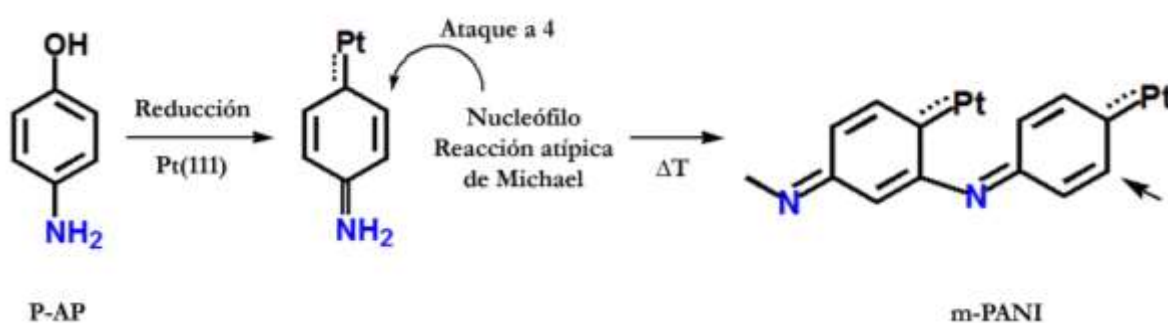 OH
NH2
P-AP
Reducción
Pt(111)
Pt
NH2
Ataque a 4
Nucleófilo
Reacción atípica
de Michael
ΔT
Pt
Pt
N
N
m-PANI